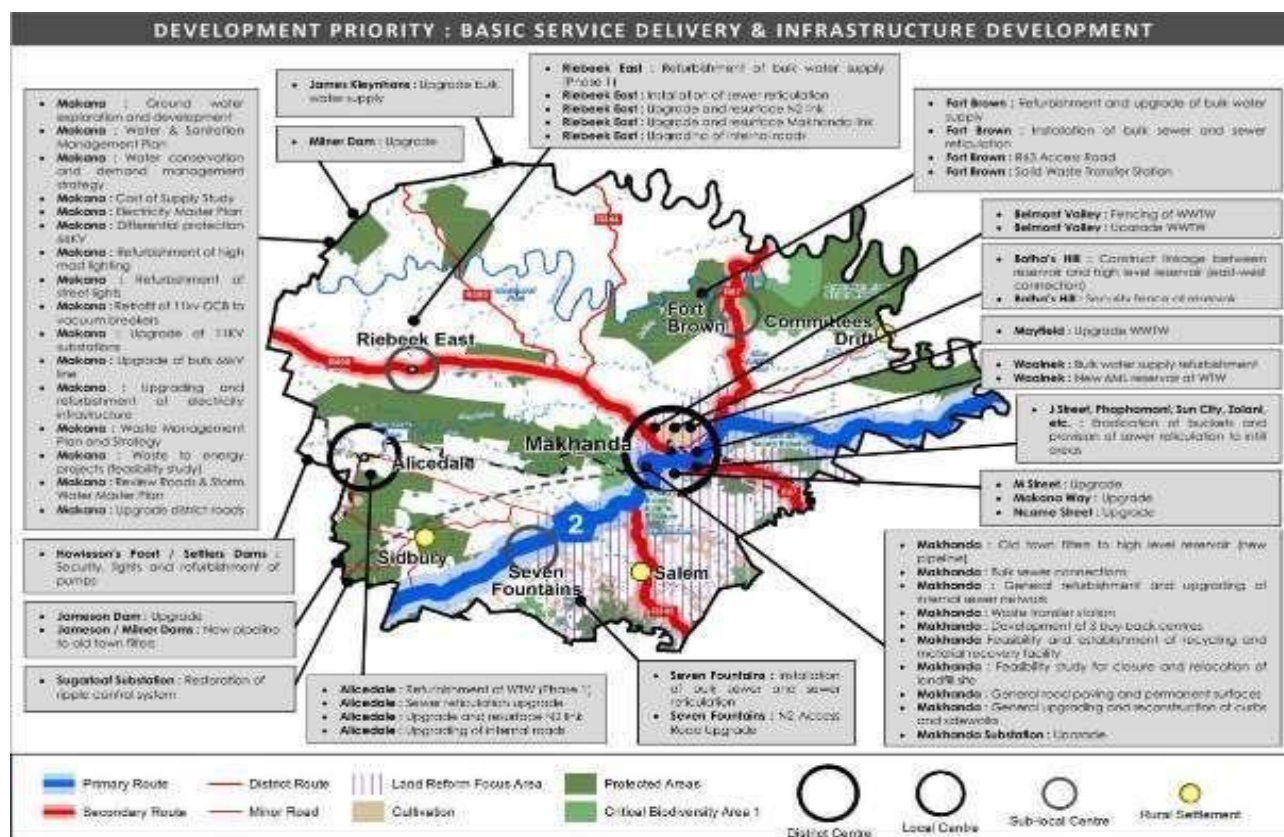 DEVELOPMENT PRIORITY : BASIC SERVICE DELIVERY & INFRASTRUCTURE DEVELOPMENT
• Makana : Ground water
exploration and development
• Makana : Water & Sanitation
Management Plan
• Makana : Water conservation
and demand management
strategy
• Makana : Cost of Supply Study
• Makana : Electricity Master Plan
• Makana : Differential protection
66KV
• Makana : Refurbishment of high
mast lighting
• Makana : Refurbishment of
street lights
• Makana : Retrofit of 11kv OCB to
vacuum breakers
• Makana : Upgrade of 11KV
substations
• Makana : Upgrade of bulk 66kV
line
• Makana : Upgrading and
refurbishment of electricity
infrastructure
• Makana : Waste Management
Plan and Strategy
• Makana : Waste to energy
projects (feasibility study)
• Makana : Review Roads & Storm
Water Master Plan
• Makana : Upgrade district roads
• James Kleynhans : Upgrade bulk
water supply
• Milner Dam : Upgrade
• Riebeek East : Refurbishment of bulk water supply
(Phase 1)
• Riebeek East : Installation of sewer reticulation
• Riebeek East : Upgrade and resurface N2 link
• Riebeek East : Upgrade and resurface Makhanda link
• Riebeek East : Upgrading of internal roads
• Fort Brown : Refurbishment and upgrade of bulk water
supply
• Fort Brown : Installation of bulk sewer and sewer
reticulation
• Fort Brown : R63 Access Road
• Fort Brown : Solid Waste Transfer Station
• Belmont Valley : Fencing of WWTW
• Belmont Valley : Upgrade WWTW
• Botha's Hill : Construct linkage between
reservoir and high level reservoir (east-west
connection)
• Botha's Hill : Security fence at reservoir
• Mayfield : Upgrade WWTW
• Waainek : Bulk water supply refurbishment
• Waainek : New 6ML reservoir at WTW
• J Street, Phaphamani, Sun City, Zolani,
etc. : Eradication of buckets and
provision of sewer reticulation to infill
areas
• M Street : Upgrade
• Makana Way : Upgrade
• Ncame Street : Upgrade
• Makhanda : Old town filters to high level reservoir (new
pipeline)
• Makhanda : Bulk sewer connections
• Makhanda : General refurbishment and upgrading of
internal sewer network
• Makhanda : Waste transfer station
• Makhanda : Development of 3 buy-back centres
• Makhanda Feasibility and establishment of recycling and
material recovery facility
• Makhanda : Feasibility study for closure and relocation of
landfill site
• Makhanda : General road paving and permanent surfaces
• Makhanda : General upgrading and reconstruction of curbs
and sidewalks
• Makhanda Substation : Upgrade
• Howieson's Poort / Settlers Dams :
Security, lights and refurbishment of
pumps
• Jameson Dam : Upgrade
• Jameson / Milner Dams : New pipeline
to old town filters
• Sugarloaf Substation : Restoration of
ripple control system
• Alicedale : Refurbishment of WTW (Phase 1)
• Alicedale : Sewer reticulation upgrade
• Alicedale : Upgrade and resurface N2 link
• Alicedale : Upgrading of internal roads
• Seven Fountains : Installation
of bulk sewer and sewer
reticulation
• Seven Fountains : N2 Access
Road Upgrade
Riebeek East
Fort
Brown
Committees
Drift
Makhanda
Alicedale
Sidbury
2
Seven
Fountains
Salem
Primary Route
Secondary Route
District Route
Minor Road
Land Reform Focus Area
Cultivation
Protected Areas
Critical Biodiversity Area 1
District Centre
Local Centre
Sub-local Centre
Rural Settlement